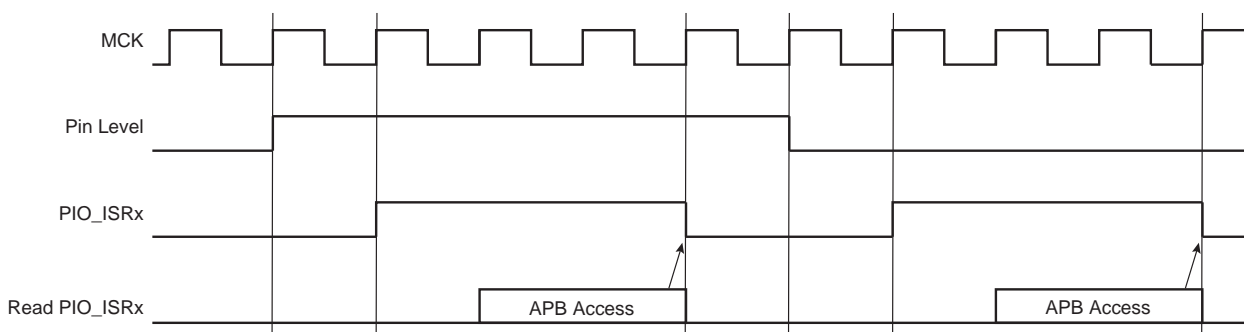 MCK
Pin Level
PIO_ISRx
Read PIO_ISRx
APB Access
APB Access